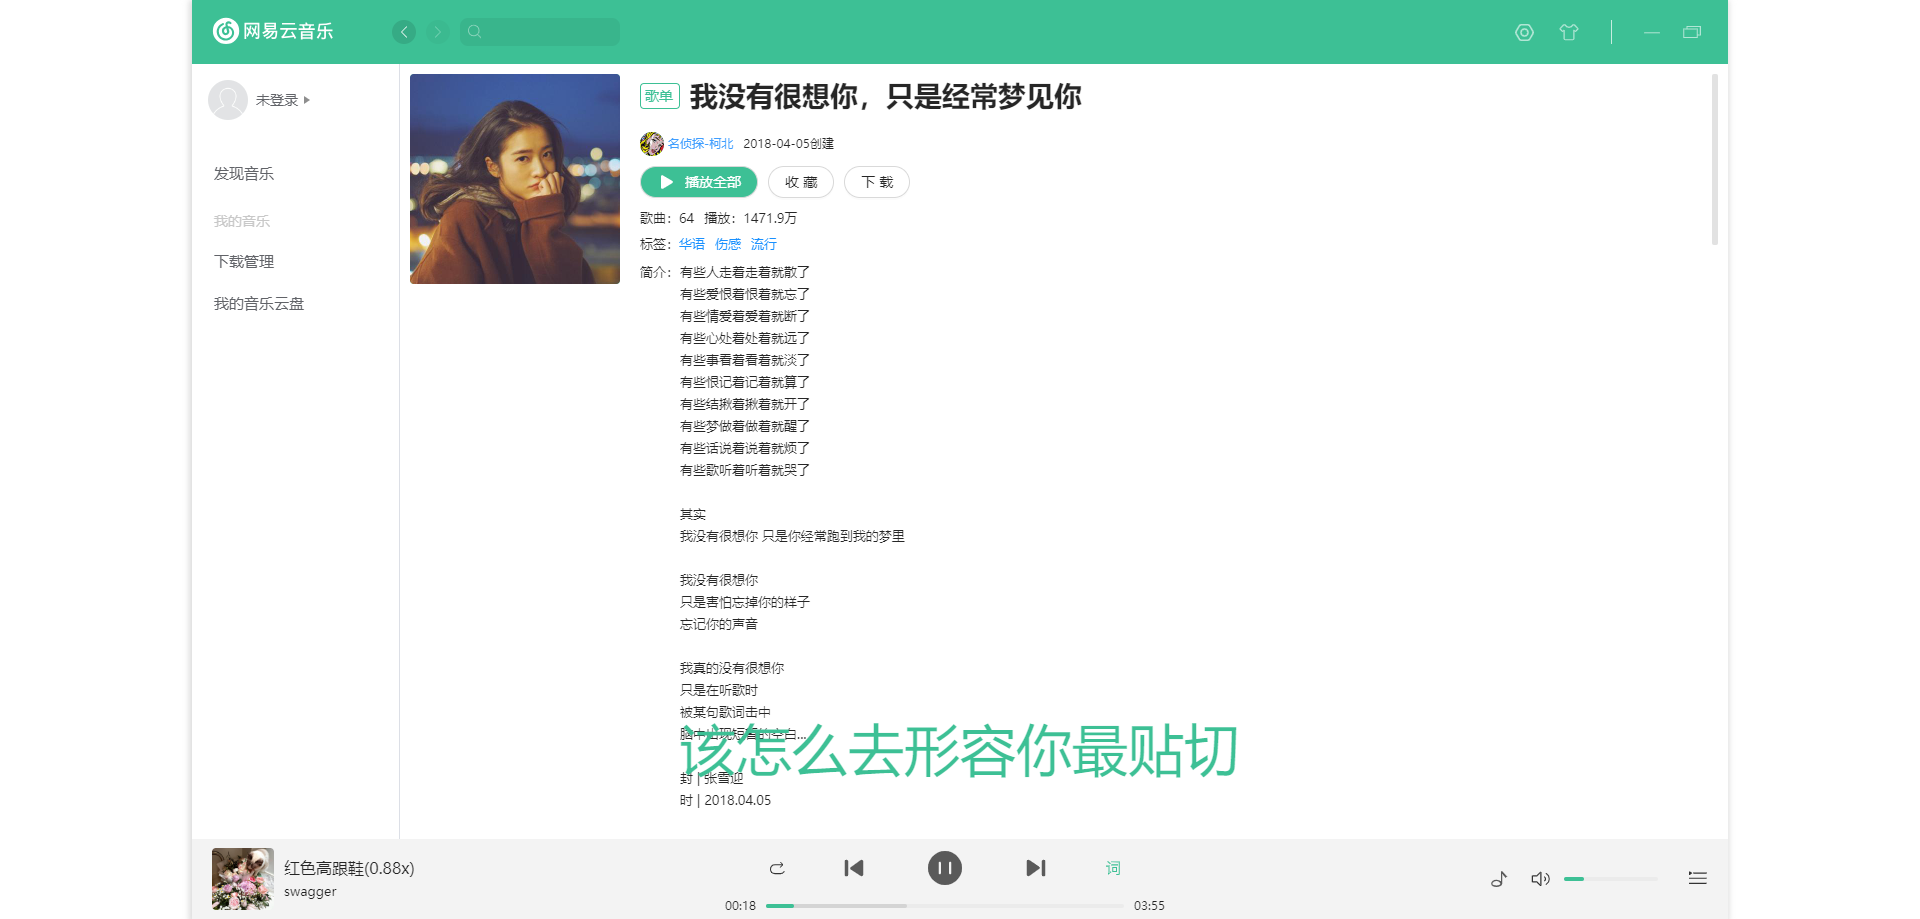 网易云音乐
未登录
发现音乐
我的音乐
下载管理
我的音乐云盘
歌单 我没有很想你，只是经常梦见你
名侦探-柯北 2018-04-05创建
播放全部 收 藏 下 载
歌曲：64 播放：1471.9万
标签：华语 伤感 流行
简介：有些人走着走着就散了
有些爱恨着恨着就忘了
有些情爱着爱着就断了
有些心处着处着就远了
有些事看着看着就淡了
有些恨记着记着就算了
有些结揪着揪着就开了
有些梦做着做着就醒了
有些话说着说着就烦了
有些歌听着听着就哭了
其实
我没有很想你 只是你经常跑到我的梦里
我没有很想你
只是害怕忘掉你的样子
忘记你的声音
我真的没有很想你
只是在听歌时
被某句歌词击中
脑中出现短暂的空白...
该怎么去形容你最贴切
封 | 张雪迎
时 | 2018.04.05
红色高跟鞋(0.88x)
swagger
词
00:18 03:55